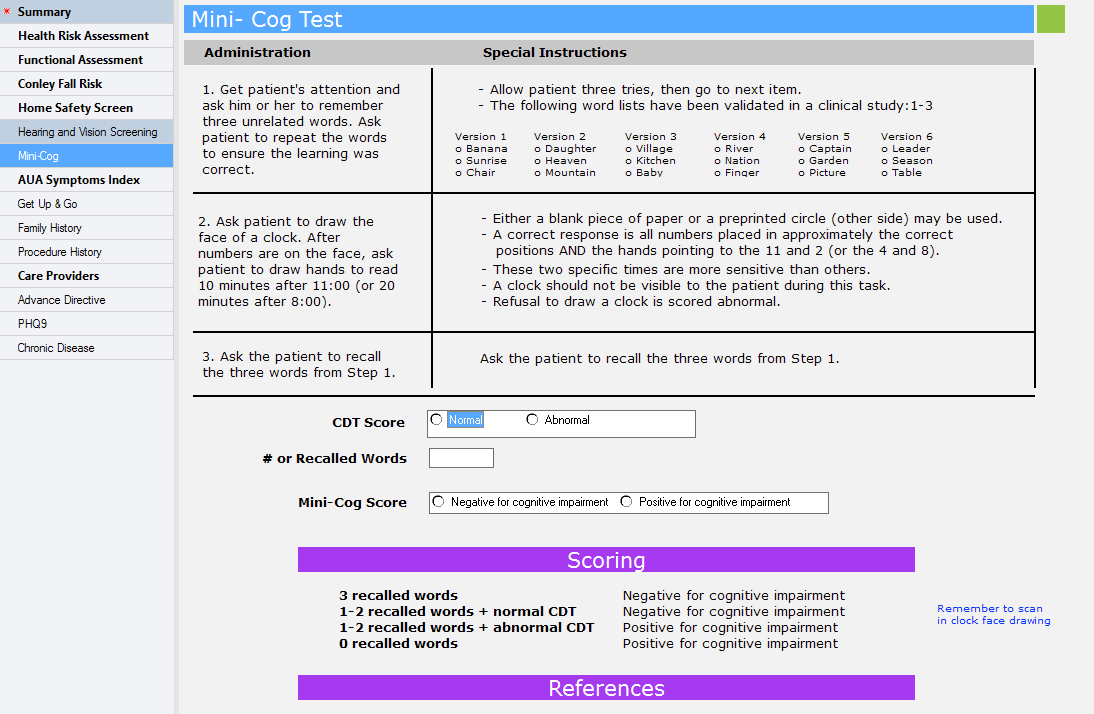 Summary
Health Risk Assessment
Functional Assessment
Conley Fall Risk
Home Safety Screen
Hearing and Vision Screening
Mini-Cog
AUA Symptoms Index
Get Up & Go
Family History
Procedure History
Care Providers
Advance Directive
PHQ9
Chronic Disease
Mini- Cog Test
Administration Special Instructions
1. Get patient's attention and
ask him or her to remember
three unrelated words. Ask
patient to repeat the words
to ensure the learning was
correct.
- Allow patient three tries, then go to next item.
- The following word lists have been validated in a clinical study:1-3
Version 1 Version 2 Version 3 Version 4 Version 5 Version 6
o Banana o Daughter o Village o River o Captain o Leader
o Sunrise o Heaven o Kitchen o Nation o Garden o Season
o Chair o Mountain o Baby o Finger o Picture o Table
2. Ask patient to draw the
face of a clock. After
numbers are on the face, ask
patient to draw hands to read
10 minutes after 11:00 (or 20
minutes after 8:00).
- Either a blank piece of paper or a preprinted circle (other side) may be used.
- A correct response is all numbers placed in approximately the correct
positions AND the hands pointing to the 11 and 2 (or the 4 and 8).
- These two specific times are more sensitive than others.
- A clock should not be visible to the patient during this task.
- Refusal to draw a clock is scored abnormal.
3. Ask the patient to recall
the three words from Step 1.
Ask the patient to recall the three words from Step 1.
CDT Score Normal Abnormal
# or Recalled Words
Mini-Cog Score Negative for cognitive impairment Positive for cognitive impairment
Scoring
3 recalled words Negative for cognitive impairment
1-2 recalled words + normal CDT Negative for cognitive impairment
1-2 recalled words + abnormal CDT Positive for cognitive impairment
0 recalled words Positive for cognitive impairment
Remember to scan
in clock face drawing
References